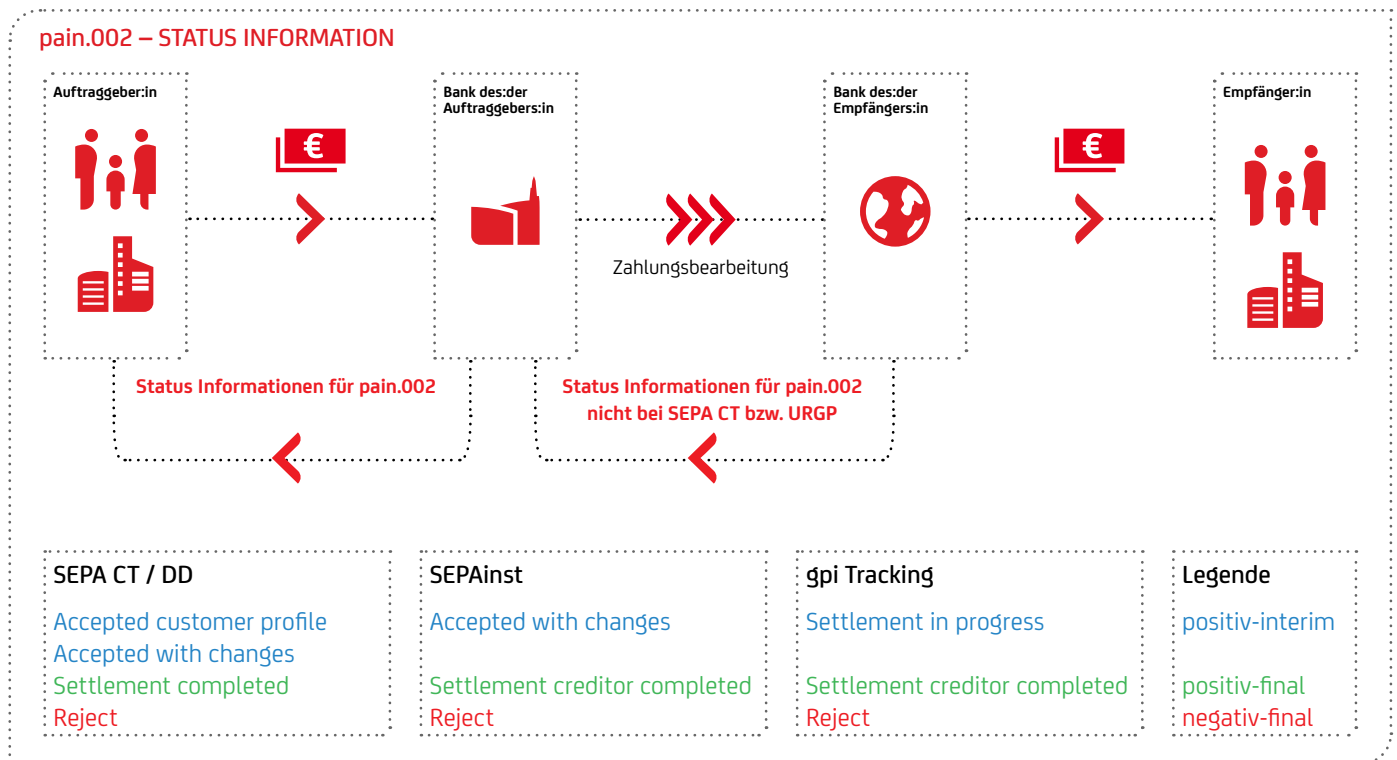 pain.002 – STATUS INFORMATION
Auftraggeber:in
Bank des:der
Auftraggebers:in
Bank des:der
Empfängers:in
Empfänger:in
€
€
Zahlungsbearbeitung
Status Informationen für pain.002
Status Informationen für pain.002
nicht bei SEPA CT bzw. URGP
SEPA CT / DD
Accepted customer profile
Accepted with changes
Settlement completed
Reject
SEPAinst
Accepted with changes
Settlement creditor completed
Reject
gpi Tracking
Settlement in progress
Settlement creditor completed
Reject
Legende
positiv-interim
positiv-final
negativ-final